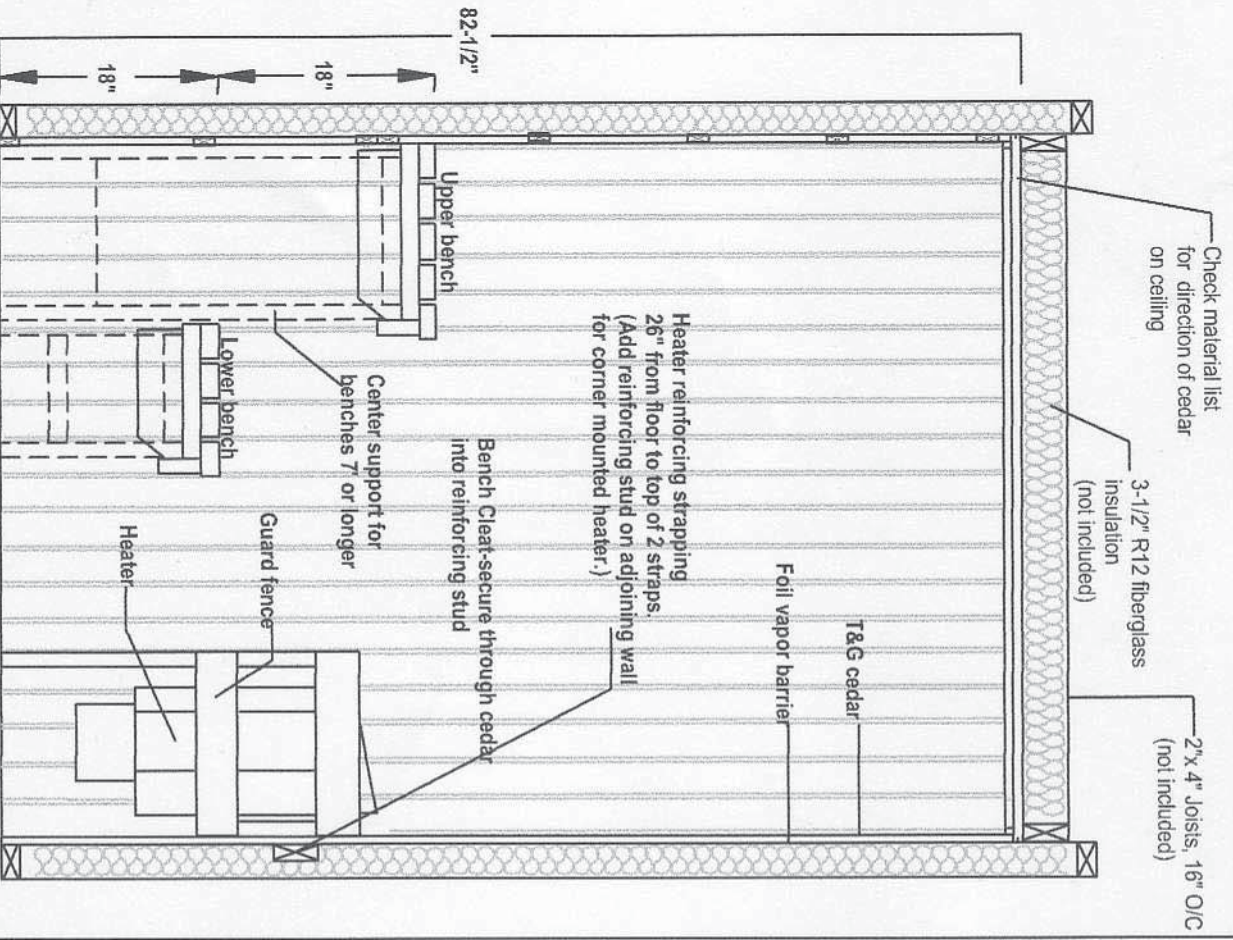 Check material list
for direction of cedar
on ceiling
3-1/2" R12 fiberglass
insulation
(not included)
2"x 4" Joists, 16" O/C
(not included)
82-1/2"
18"
18"
T&G cedar
Foil vapor barrier
Heater reinforcing strapping
26" from floor to top of 2 straps.
(Add reinforcing stud on adjoining wall
for corner mounted heater.)
Upper bench
Bench Cleat-secure through cedar
into reinforcing stud
Center support for
benches 7' or longer
Lower bench
Guard fence
Heater